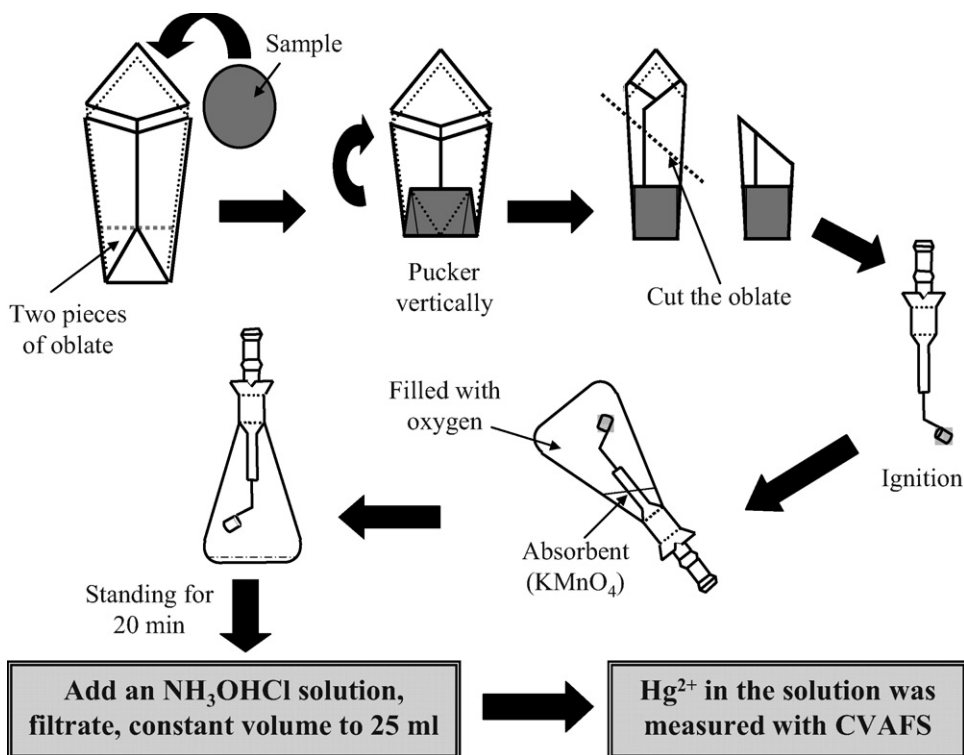 Sample
Two pieces
of oblate
Pucker
vertically
Cut the oblate
Ignition
Filled with
oxygen
Absorbent
(KMnO₄)
Standing for
20 min
Add an NH₃OHCl solution,
filtrate, constant volume to 25 ml
Hg²⁺ in the solution was
measured with CVAFS